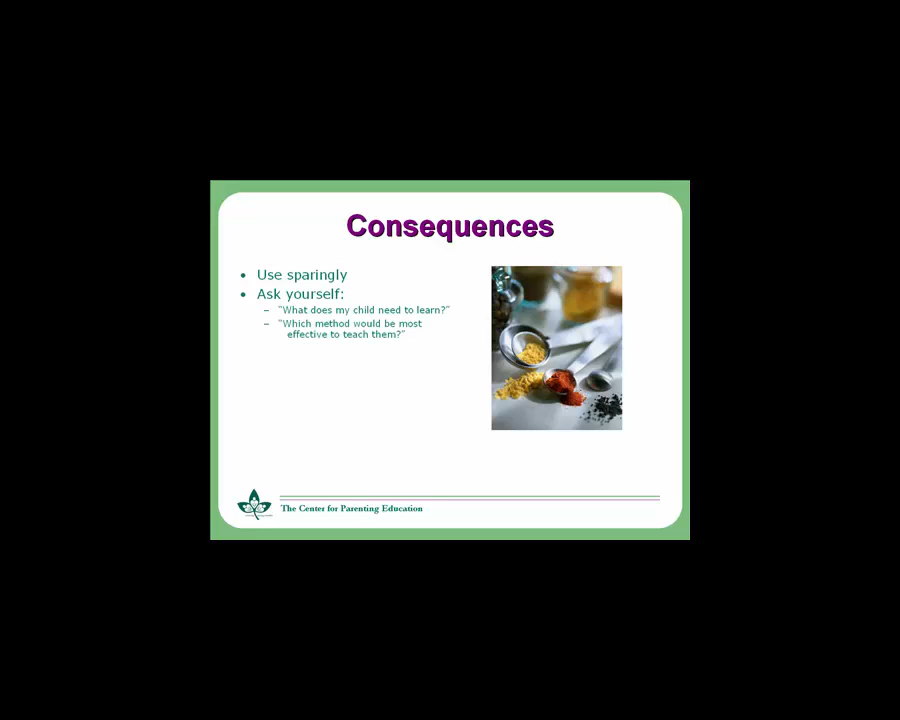 Consequences
• Use sparingly
• Ask yourself:
– "What does my child need to learn?"
– "Which method would be most
effective to teach them?"
The Center for Parenting Education